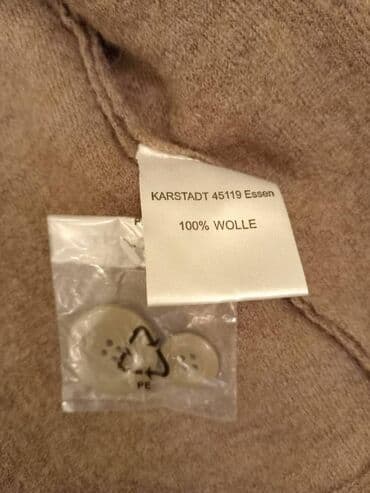 KARSTADT 45119 Essen
100% WOLLE
PE